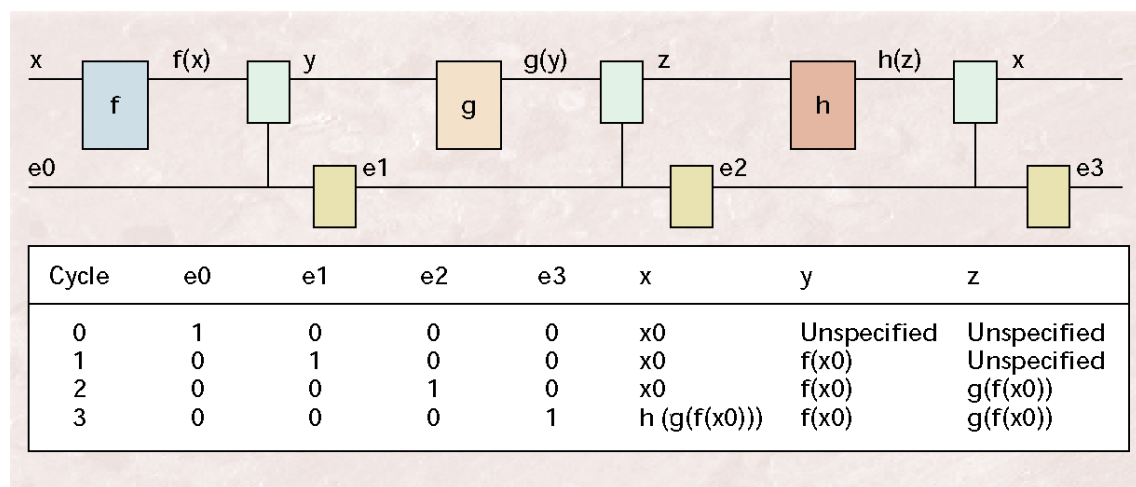 x f(x) y g(y) z h(z) x
f g h
e0 e1 e2 e3
Cycle e0 e1 e2 e3 x y z
0 1 0 0 0 x0 Unspecified Unspecified
1 0 1 0 0 x0 f(x0) Unspecified
2 0 0 1 0 x0 f(x0) g(f(x0))
3 0 0 0 1 h (g(f(x0))) f(x0) g(f(x0))